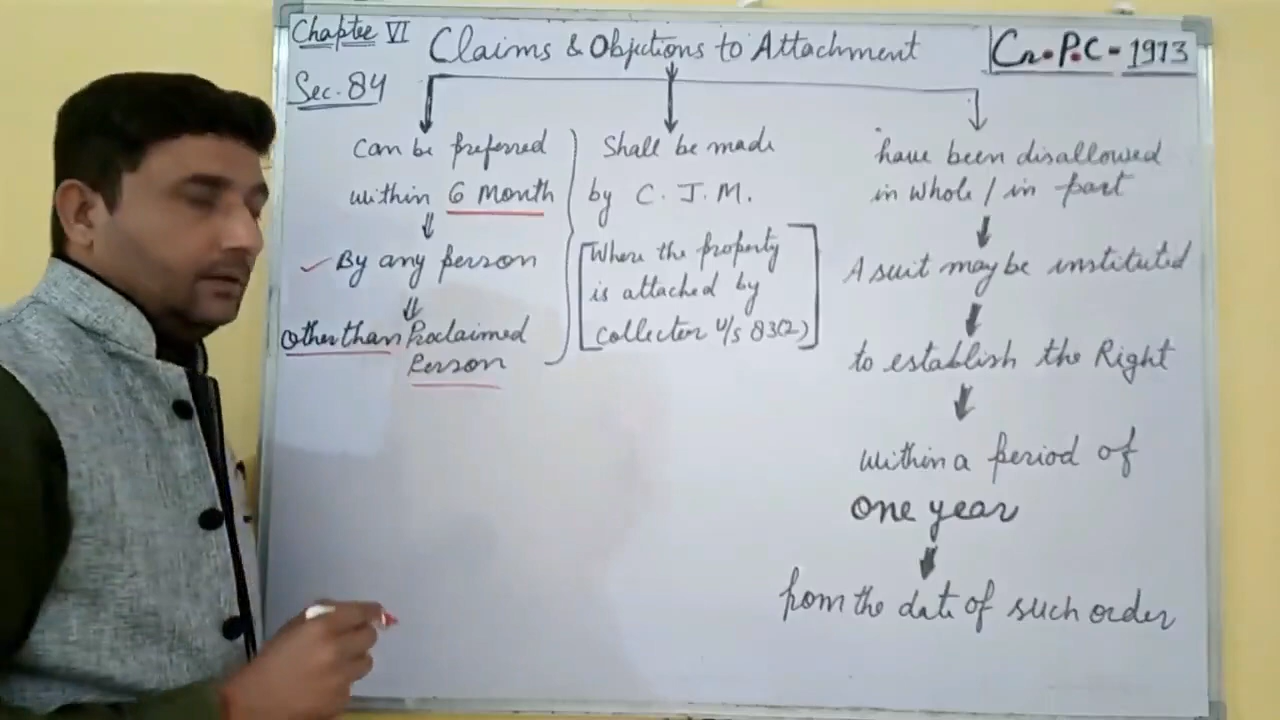 Chapter VI
Sec. 84
Claims & Objections to Attachment
Cr.P.C - 1973
Can be preferred
within 6 Month
By any person
Other than Proclaimed
Person
Shall be made
by C. J. M.
Where the property
is attached by
collector u/s 83(2)
have been disallowed
in whole / in part
A suit may be instituted
to establish the Right
within a period of
One year
from the date of such order